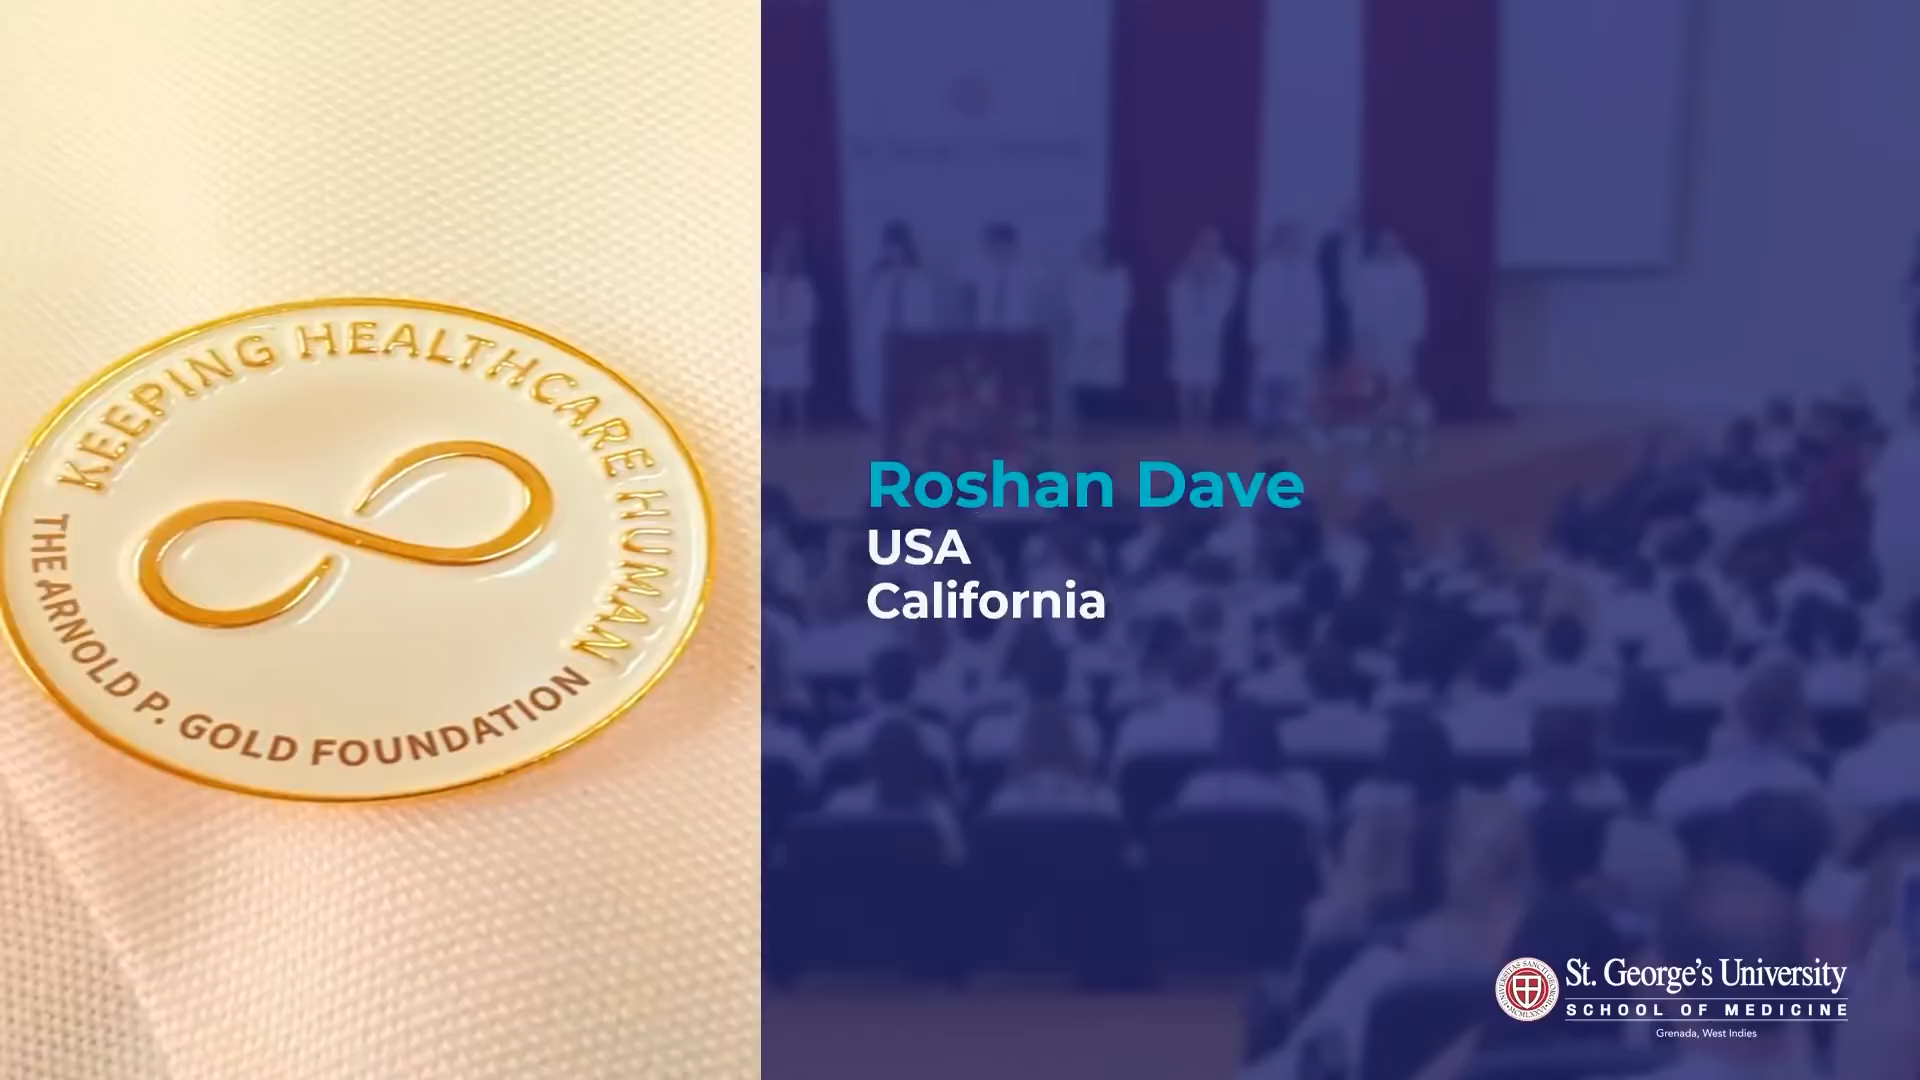 KEEPING HEALTHCARE HUMAN
THE ARNOLD P. GOLD FOUNDATION
Roshan Dave
USA
California
St. George's University
SCHOOL OF MEDICINE
Grenada, West Indies